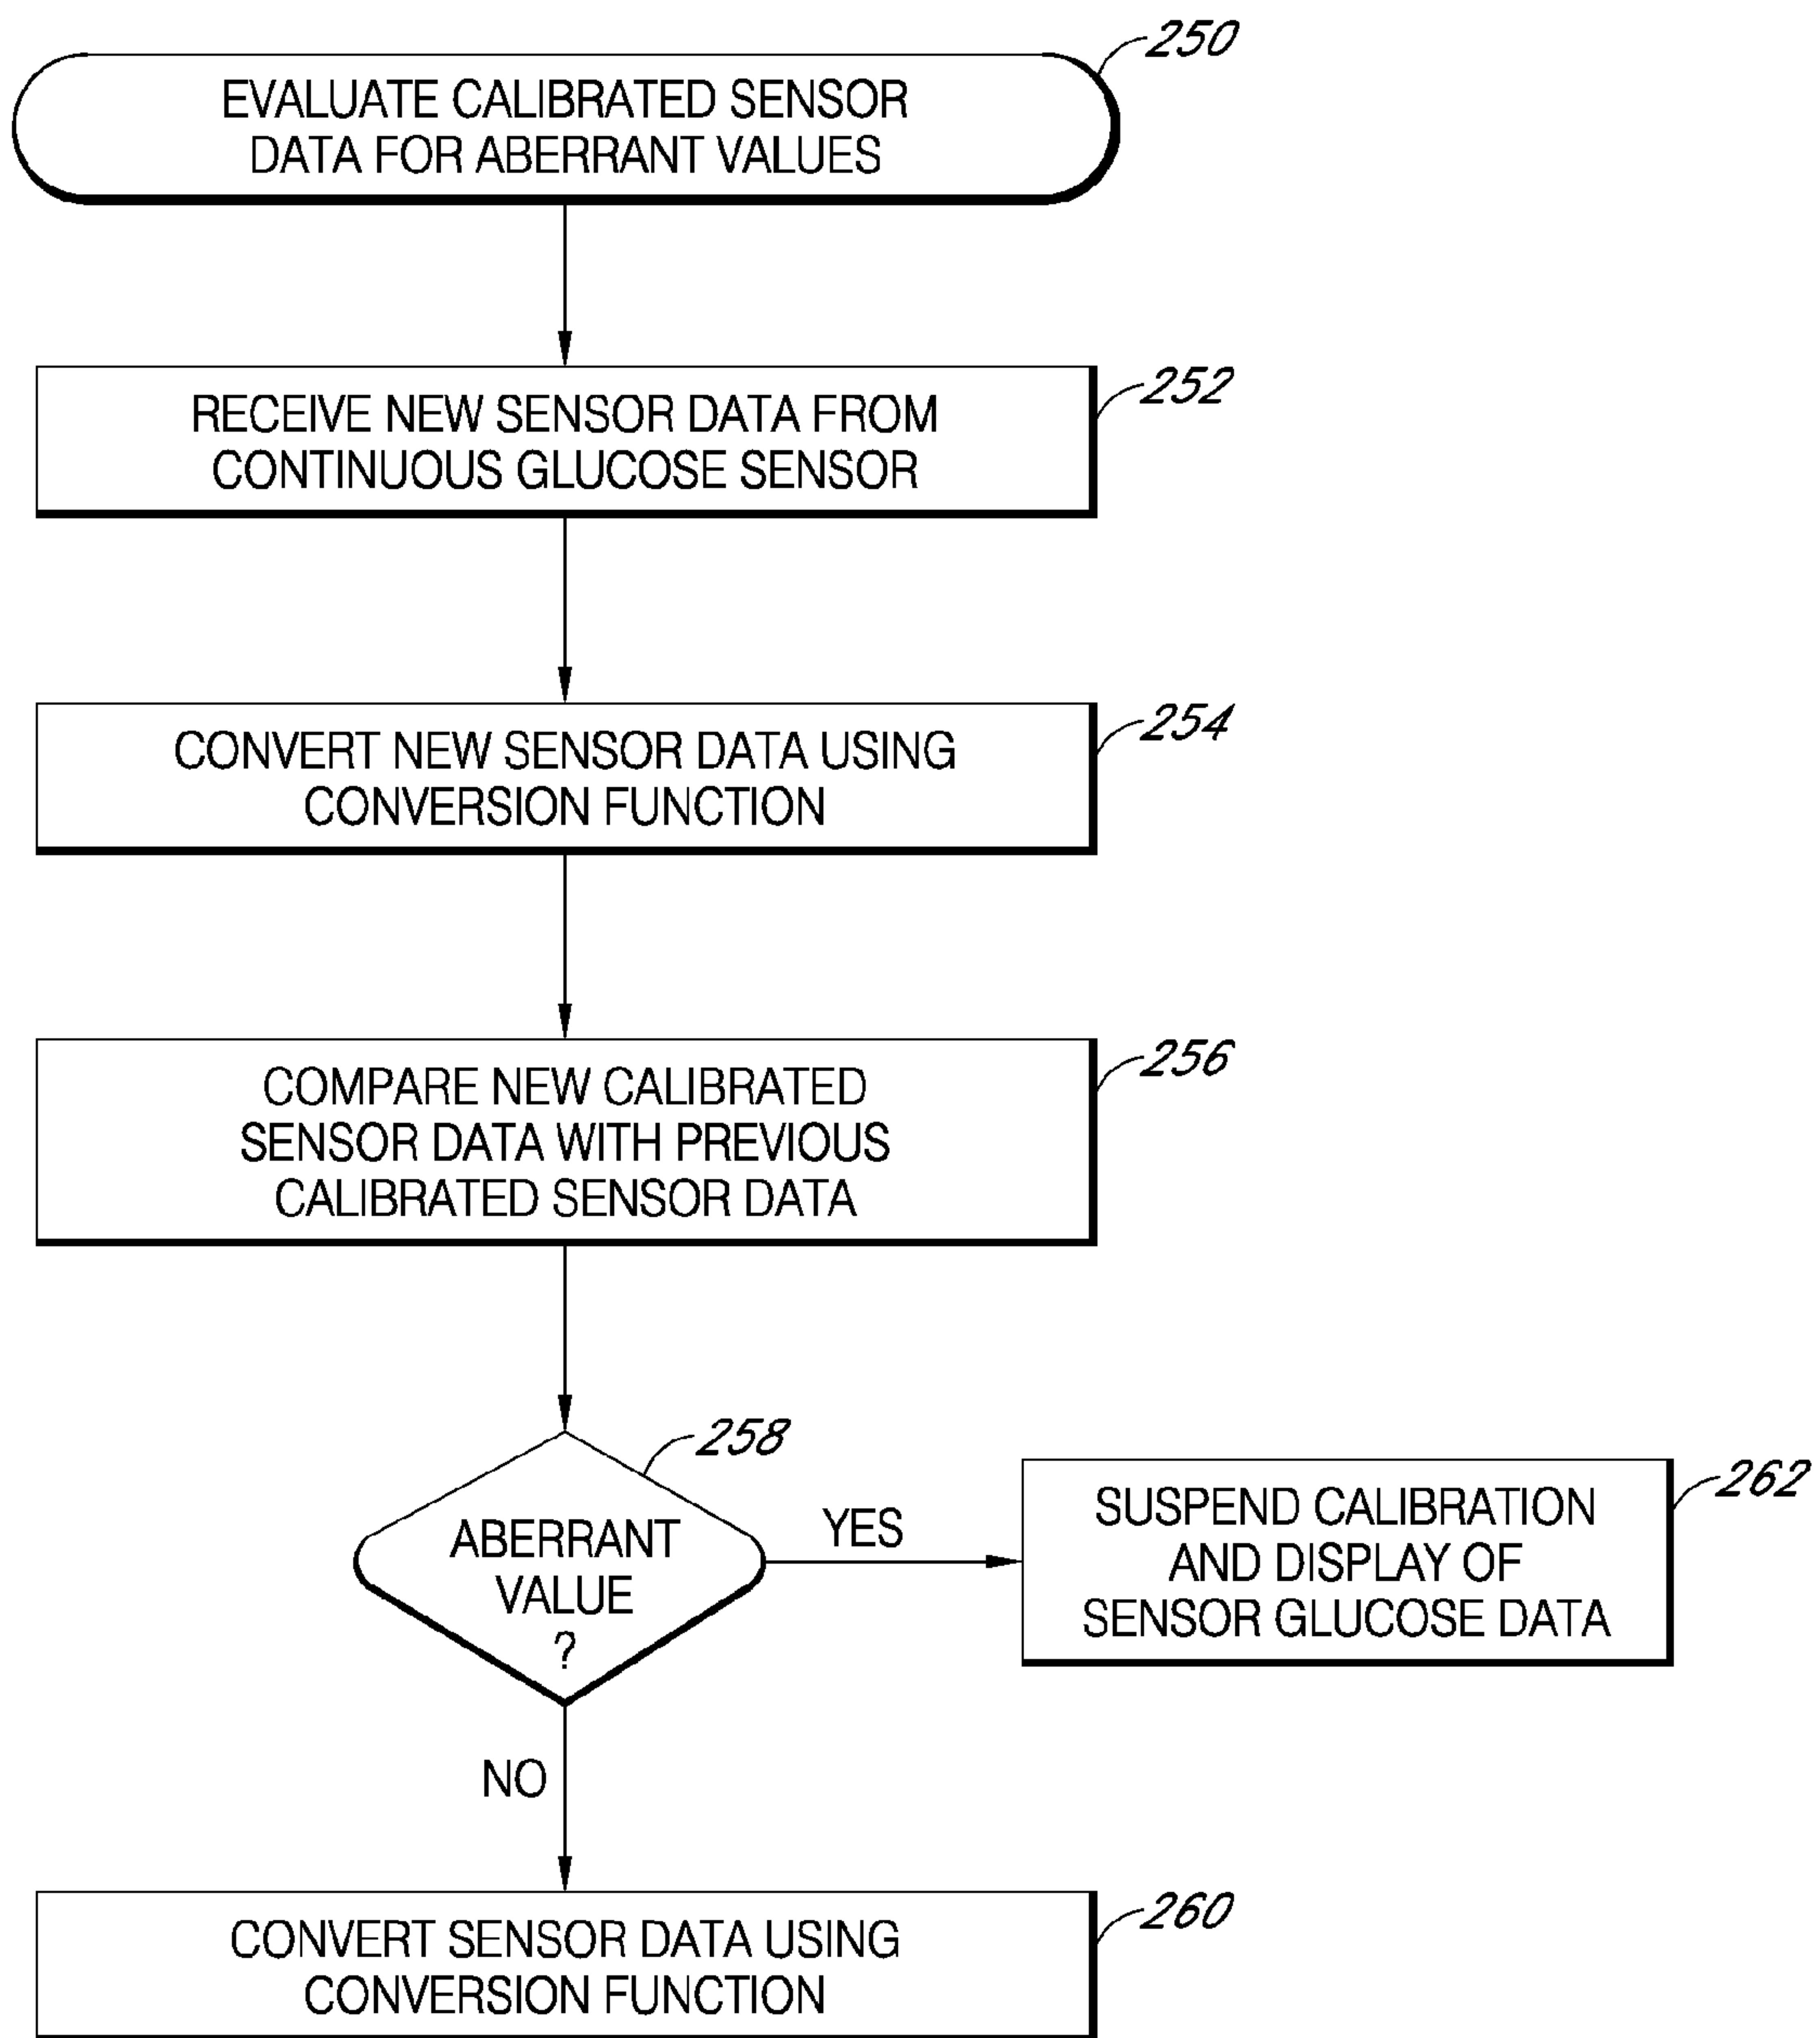 250
EVALUATE CALIBRATED SENSOR
DATA FOR ABERRANT VALUES
252
RECEIVE NEW SENSOR DATA FROM
CONTINUOUS GLUCOSE SENSOR
254
CONVERT NEW SENSOR DATA USING
CONVERSION FUNCTION
256
COMPARE NEW CALIBRATED
SENSOR DATA WITH PREVIOUS
CALIBRATED SENSOR DATA
258
ABERRANT
VALUE
?
YES
262
SUSPEND CALIBRATION
AND DISPLAY OF
SENSOR GLUCOSE DATA
NO
260
CONVERT SENSOR DATA USING
CONVERSION FUNCTION